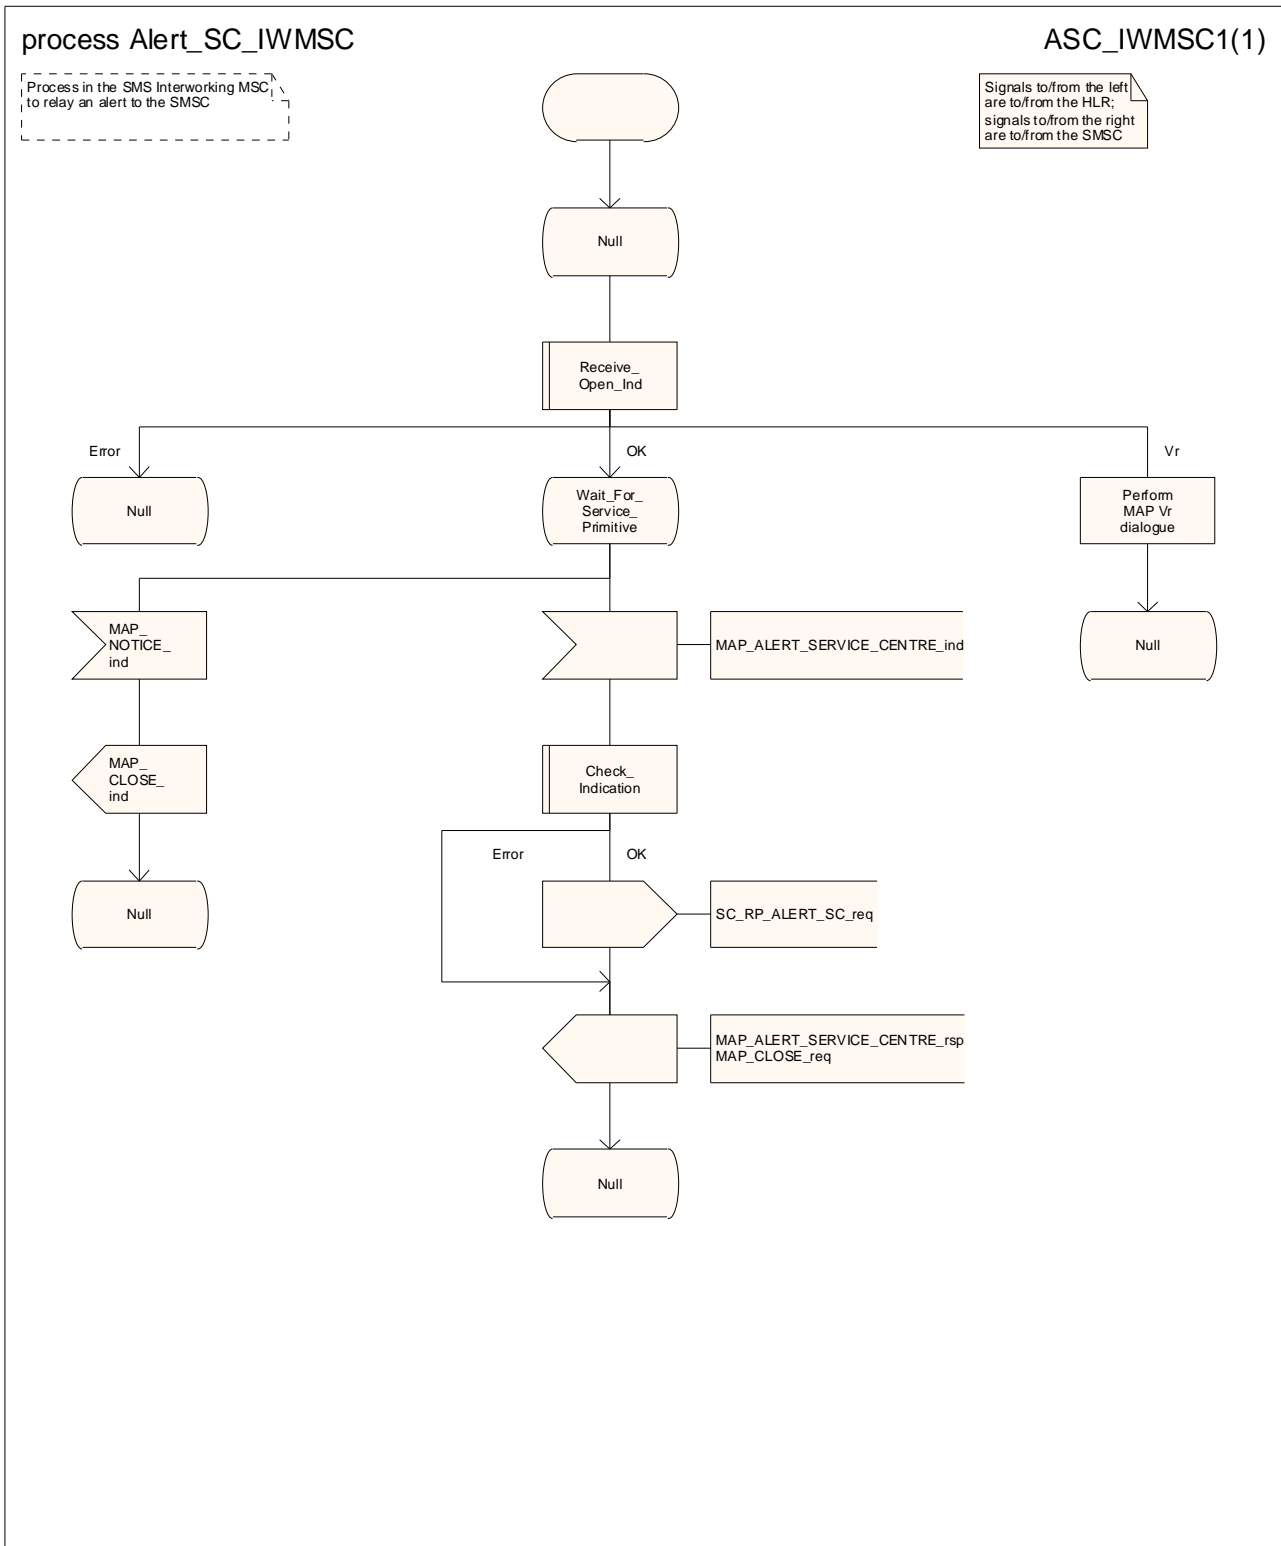 process Alert_SC_IWMSC
ASC_IWMSC1(1)
Process in the SMS Interworking MSC
to relay an alert to the SMSC
Signals to/from the left
are to/from the HLR;
signals to/from the right
are to/from the SMSC
Null
Receive_
Open_Ind
Error
OK
Vr
Null
Wait_For_
Service_
Primitive
Perform
MAP Vr
dialogue
MAP_
NOTICE_
ind
MAP_ALERT_SERVICE_CENTRE_ind
Null
MAP_
CLOSE_
ind
Check_
Indication
Error
OK
Null
SC_RP_ALERT_SC_req
MAP_ALERT_SERVICE_CENTRE_rsp
MAP_CLOSE_req
Null